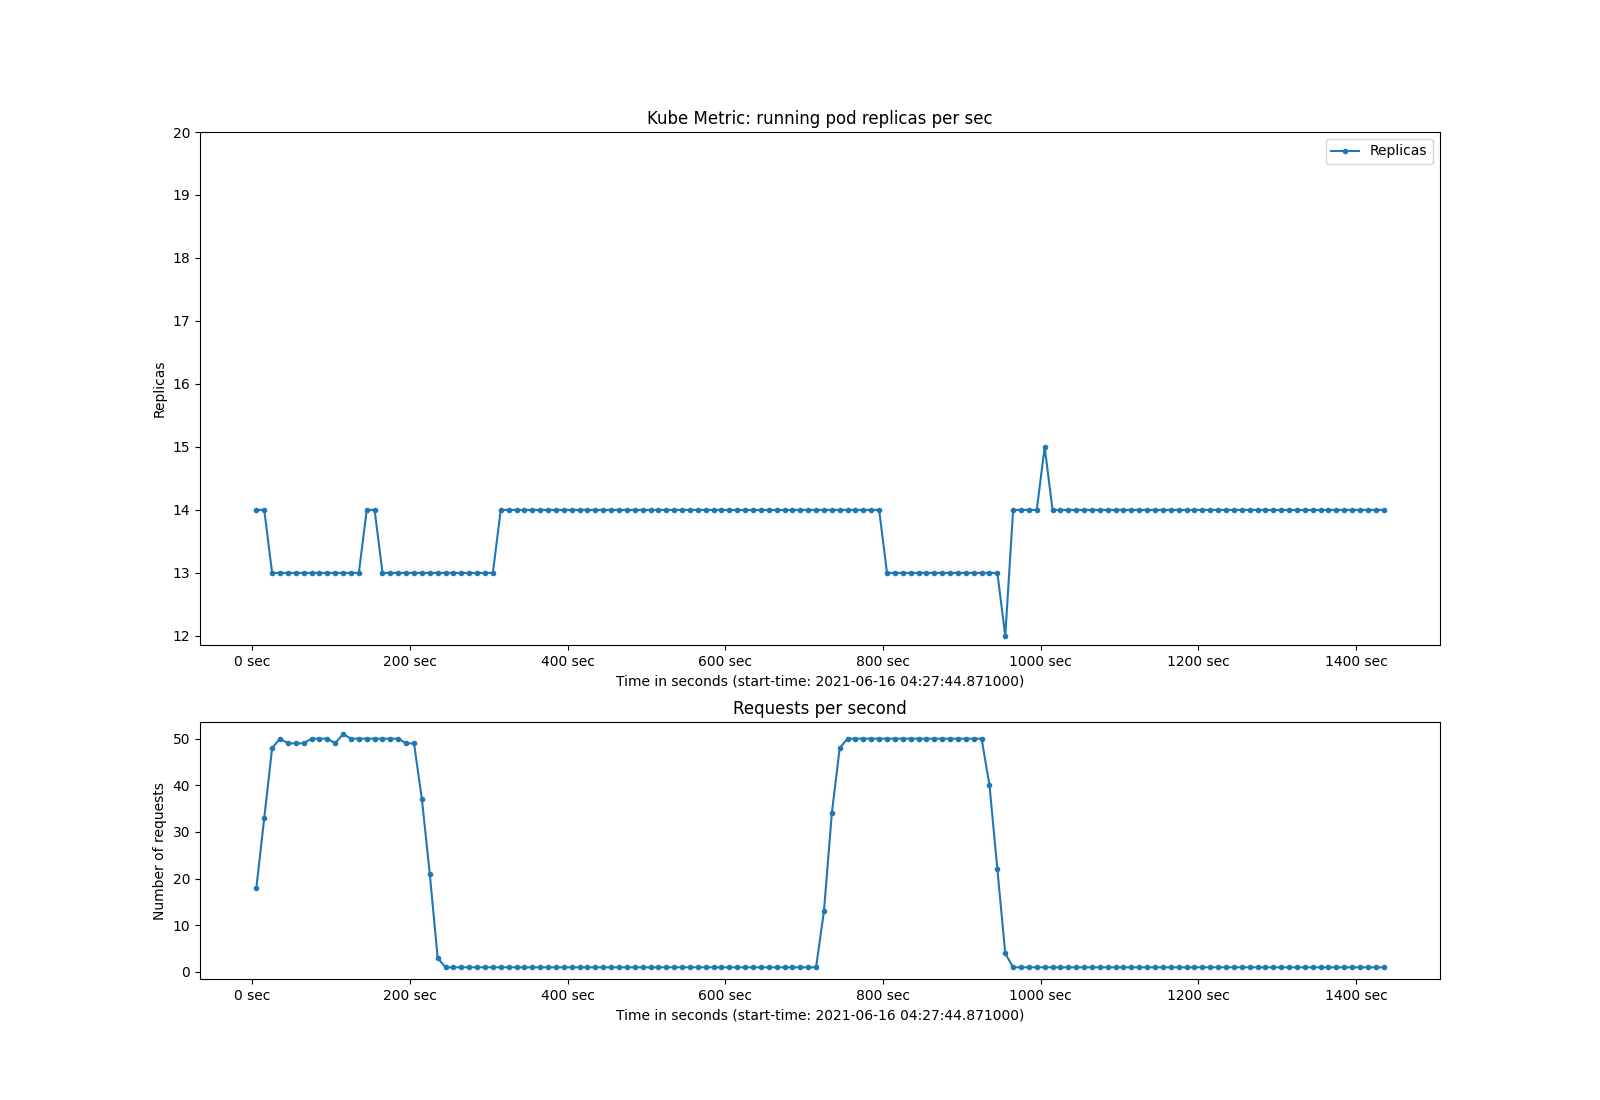 Kube Metric: running pod replicas per sec
Replicas
20
19
18
17
16
15
14
13
12
Replicas
0 sec 200 sec 400 sec 600 sec 800 sec 1000 sec 1200 sec 1400 sec
Time in seconds (start-time: 2021-06-16 04:27:44.871000)
Requests per second
50
40
30
20
10
0
Number of requests
0 sec 200 sec 400 sec 600 sec 800 sec 1000 sec 1200 sec 1400 sec
Time in seconds (start-time: 2021-06-16 04:27:44.871000)